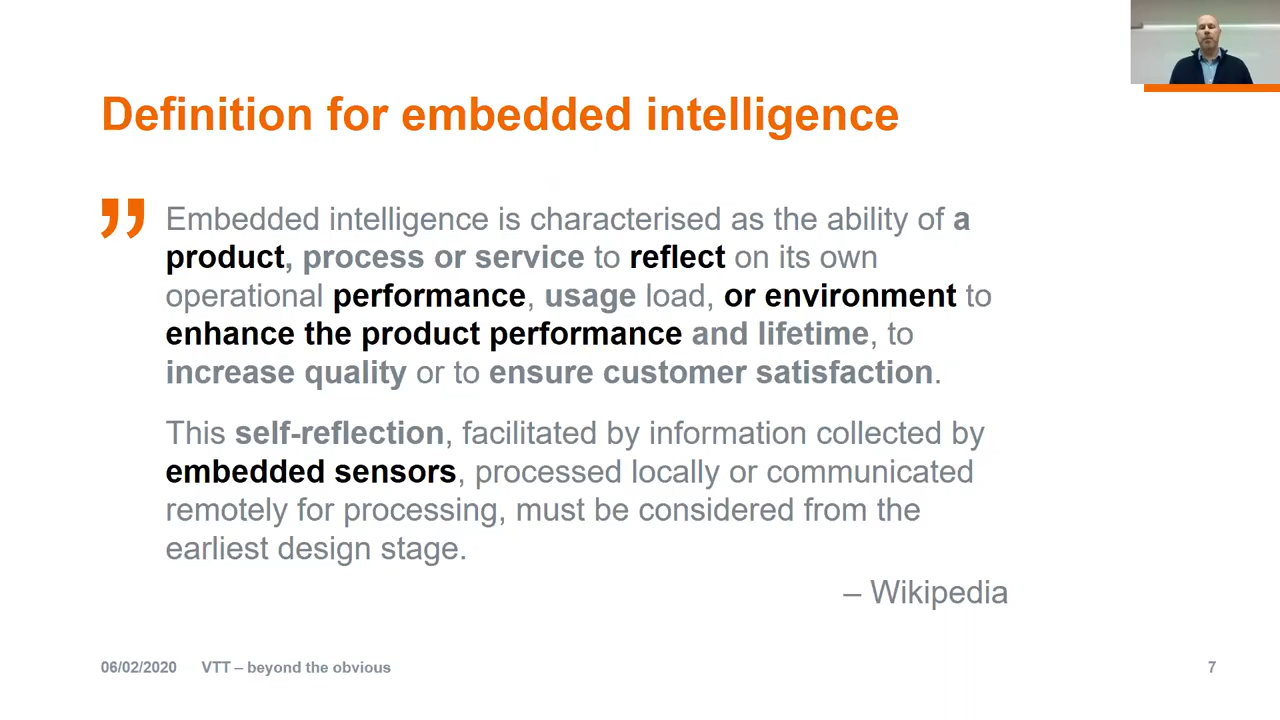 Definition for embedded intelligence
Embedded intelligence is characterised as the ability of a
product, process or service to reflect on its own
operational performance, usage load, or environment to
enhance the product performance and lifetime, to
increase quality or to ensure customer satisfaction.
This self-reflection, facilitated by information collected by
embedded sensors, processed locally or communicated
remotely for processing, must be considered from the
earliest design stage.
– Wikipedia
06/02/2020 VTT – beyond the obvious 7